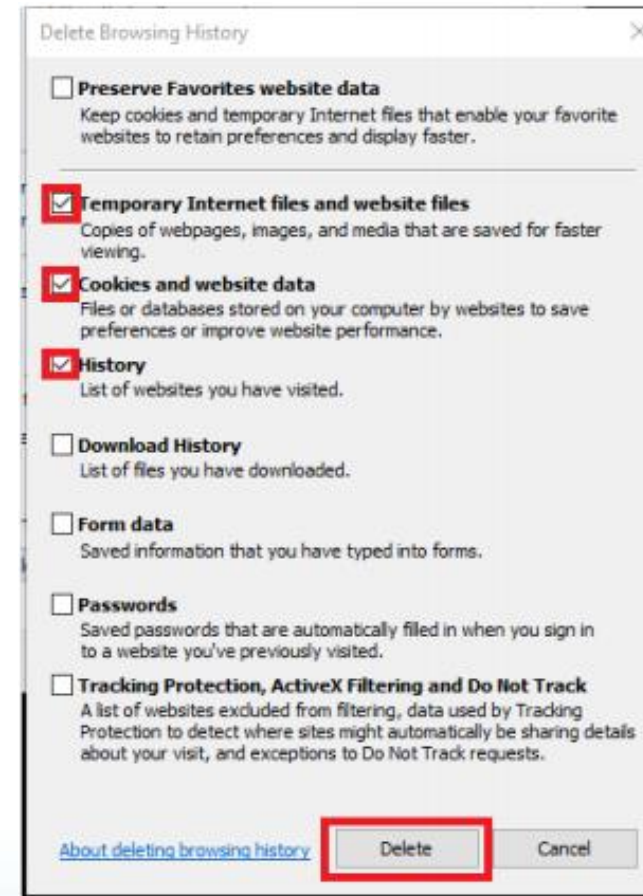 Delete Browsing History
Preserve Favorites website data
Keep cookies and temporary Internet files that enable your favorite
websites to retain preferences and display faster.
Temporary Internet files and website files
Copies of webpages, images, and media that are saved for faster
viewing.
Cookies and website data
Files or databases stored on your computer by websites to save
preferences or improve website performance.
History
List of websites you have visited.
Download History
List of files you have downloaded.
Form data
Saved information that you have typed into forms.
Passwords
Saved passwords that are automatically filled in when you sign in
to a website you've previously visited.
Tracking Protection, ActiveX Filtering and Do Not Track
A list of websites excluded from filtering, data used by Tracking
Protection to detect where sites might automatically be sharing details
about your visit, and exceptions to Do Not Track requests.
About deleting browsing history Delete Cancel